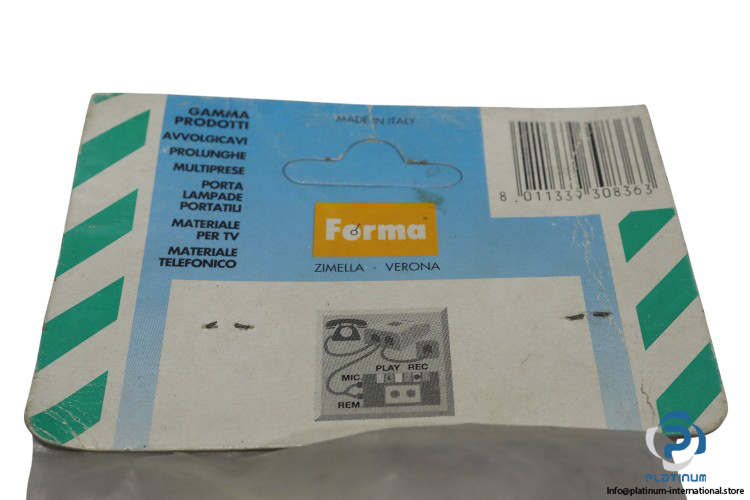 GAMMA
PRODOTTI
AVVOLGICAVI
PROLUNGHE
MULTIPRESE
PORTA
LAMPADE
PORTATILI
MATERIALE
PER TV
MATERIALE
TELEFONICO
MADE IN ITALY
Forma
ZIMELLA - VERONA
8 011339 308363
PLAY REC
MIC
REM
PLATINUM
Info@platinum-international.store